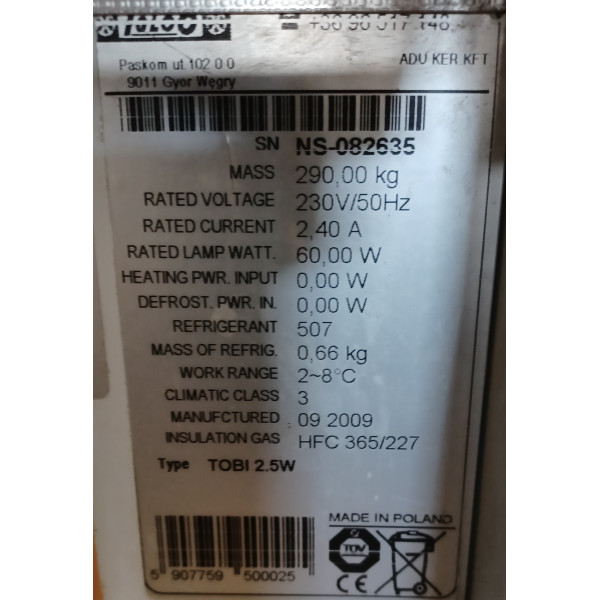 ADU KER KFT
Paskom ut.102 0 0
9011 Gyor Węgry
SN NS-082635
MASS 290,00 kg
RATED VOLTAGE 230V/50Hz
RATED CURRENT 2,40 A
RATED LAMP WATT. 60,00 W
HEATING PWR. INPUT 0,00 W
DEFROST. PWR. IN. 0,00 W
REFRIGERANT 507
MASS OF REFRIG. 0,66 kg
WORK RANGE 2~8°C
CLIMATIC CLASS 3
MANUFCTURED 09 2009
INSULATION GAS HFC 365/227
Type TOBI 2.5W
MADE IN POLAND
TÜV
CE
5 907759 500025